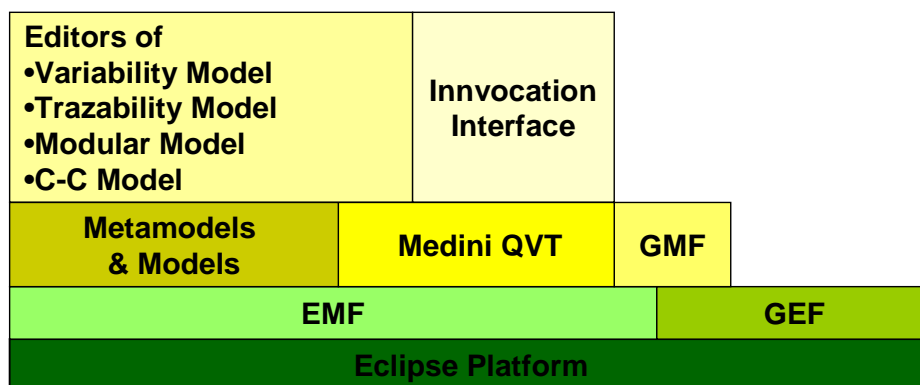 Editors of
•Variability Model
•Trazability Model
•Modular Model
•C-C Model
Innvocation
Interface
Metamodels
& Models
Medini QVT
GMF
EMF
GEF
Eclipse Platform